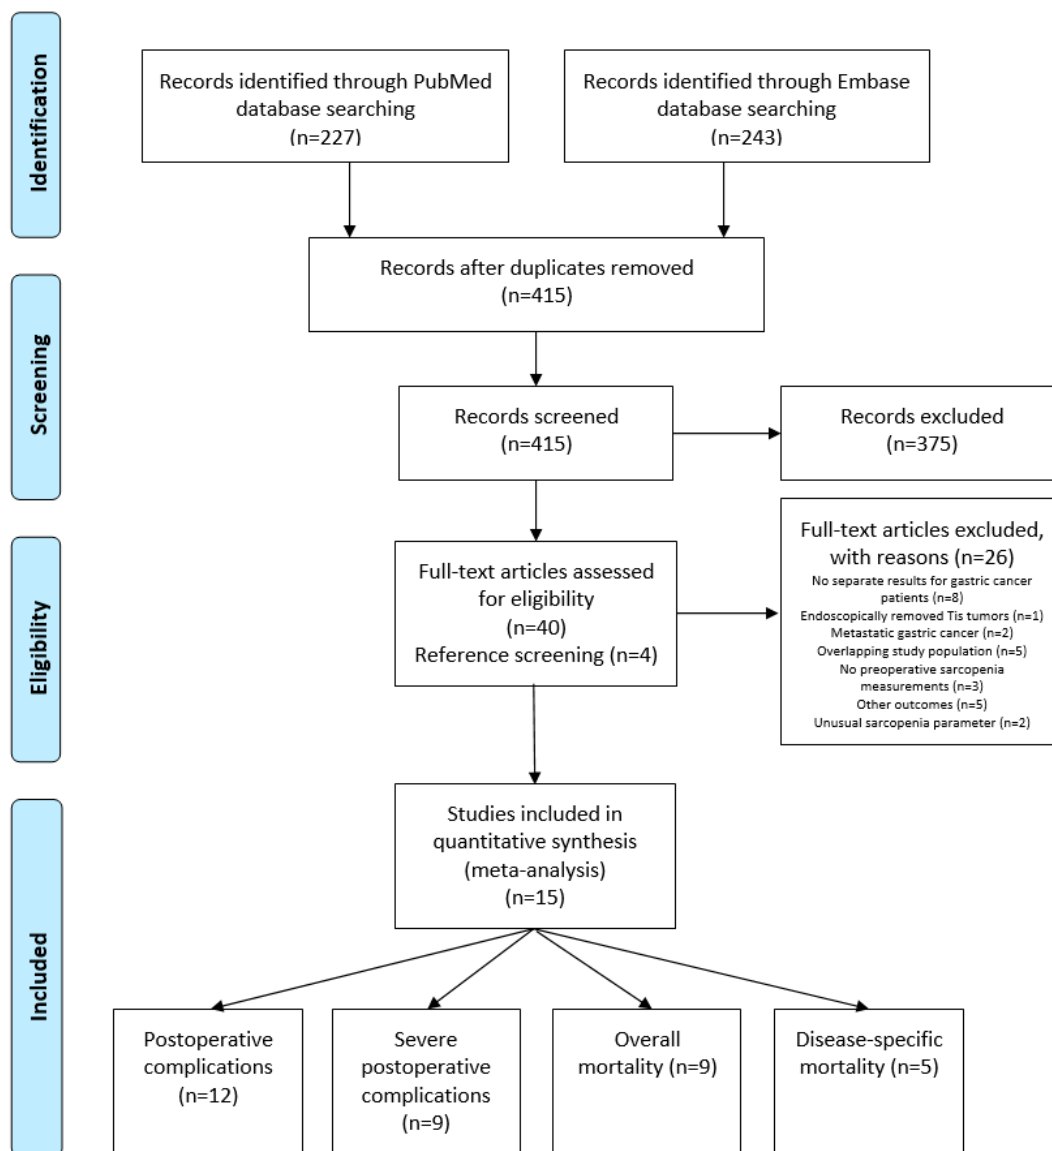 Identification
Records identified through PubMed
database searching
(n=227)
Records identified through Embase
database searching
(n=243)
Records after duplicates removed
(n=415)
Screening
Records screened
(n=415)
Records excluded
(n=375)
Eligibility
Full-text articles assessed
for eligibility
(n=40)
Reference screening (n=4)
Full-text articles excluded,
with reasons (n=26)
No separate results for gastric cancer
patients (n=8)
Endoscopically removed Tis tumors (n=1)
Metastatic gastric cancer (n=2)
Overlapping study population (n=5)
No preoperative sarcopenia
measurements (n=3)
Other outcomes (n=5)
Unusual sarcopenia parameter (n=2)
Included
Studies included in
quantitative synthesis
(meta-analysis)
(n=15)
Postoperative
complications
(n=12)
Severe
postoperative
complications
(n=9)
Overall
mortality (n=9)
Disease-specific
mortality (n=5)